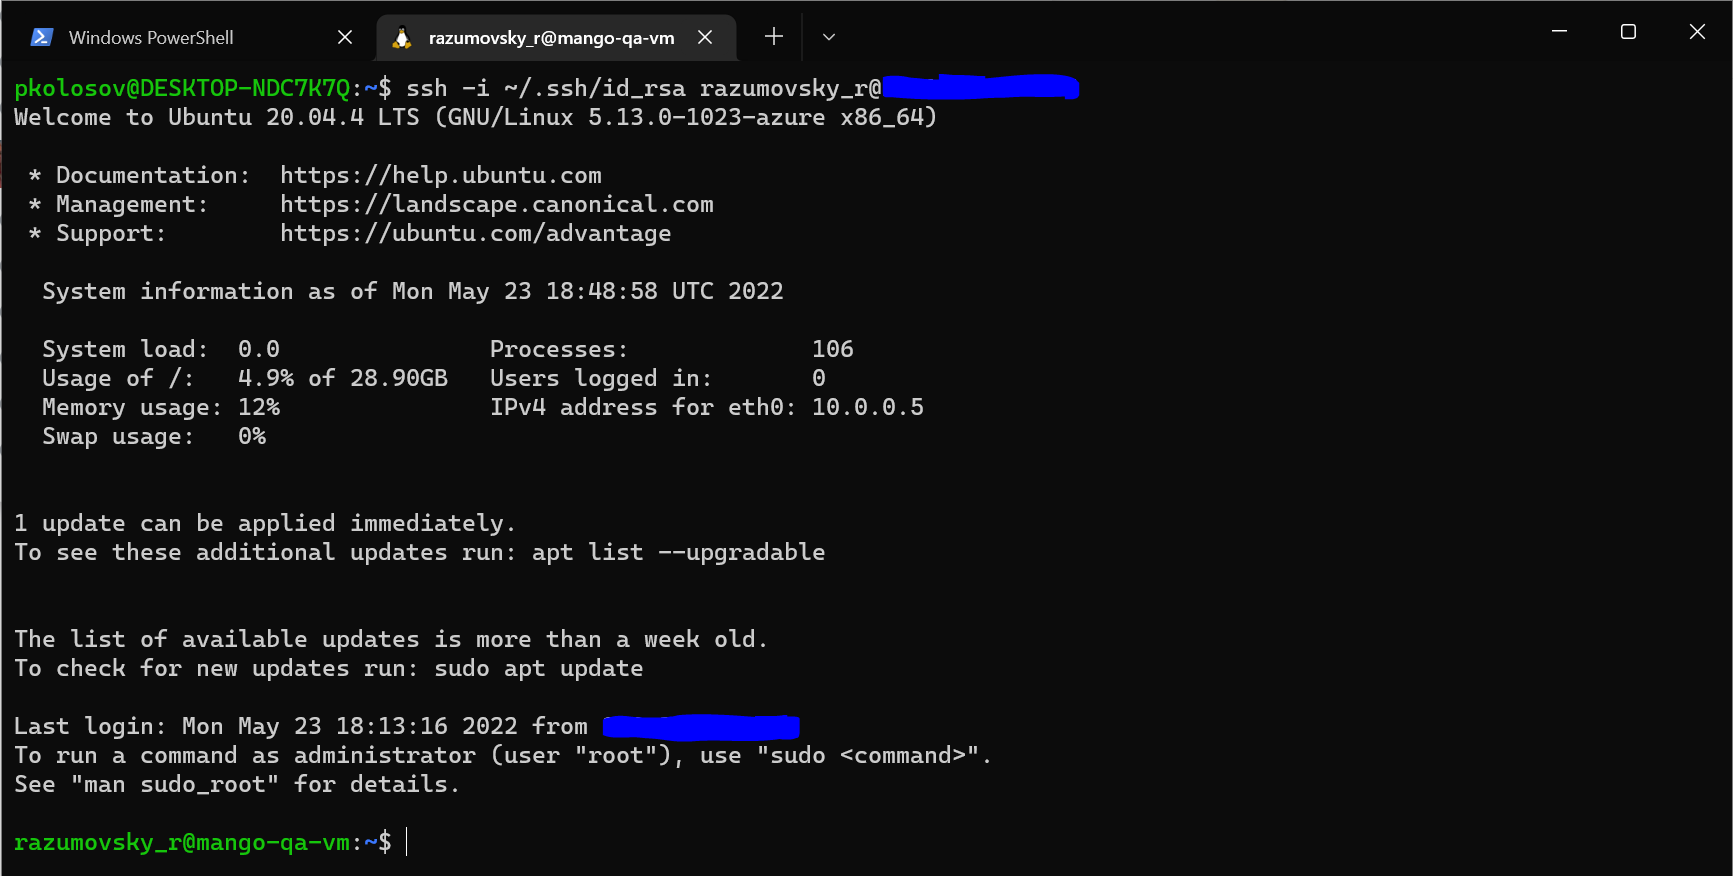 Windows PowerShell
razumovsky_r@mango-qa-vm
pkolosov@DESKTOP-NDC7K7Q:~$ ssh -i ~/.ssh/id_rsa razumovsky_r@
Welcome to Ubuntu 20.04.4 LTS (GNU/Linux 5.13.0-1023-azure x86_64)
* Documentation:  https://help.ubuntu.com
* Management:     https://landscape.canonical.com
* Support:        https://ubuntu.com/advantage
System information as of Mon May 23 18:48:58 UTC 2022
System load:  0.0               Processes:             106
Usage of /:   4.9% of 28.90GB   Users logged in:       0
Memory usage: 12%               IPv4 address for eth0: 10.0.0.5
Swap usage:   0%
1 update can be applied immediately.
To see these additional updates run: apt list --upgradable
The list of available updates is more than a week old.
To check for new updates run: sudo apt update
Last login: Mon May 23 18:13:16 2022 from
To run a command as administrator (user "root"), use "sudo <command>".
See "man sudo_root" for details.
razumovsky_r@mango-qa-vm:~$